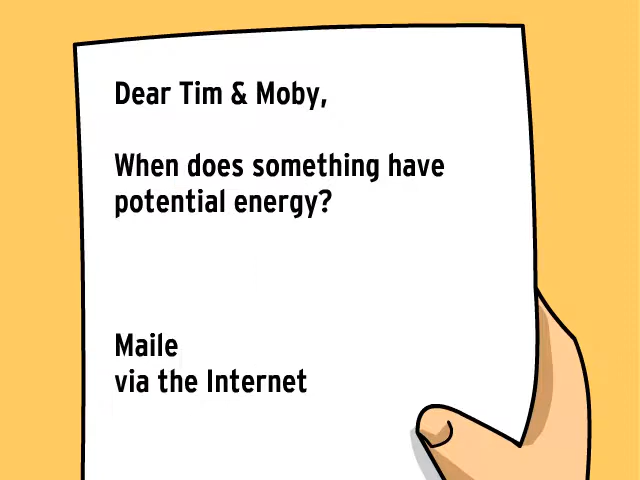 Dear Tim & Moby,
When does something have
potential energy?
Maile
via the Internet